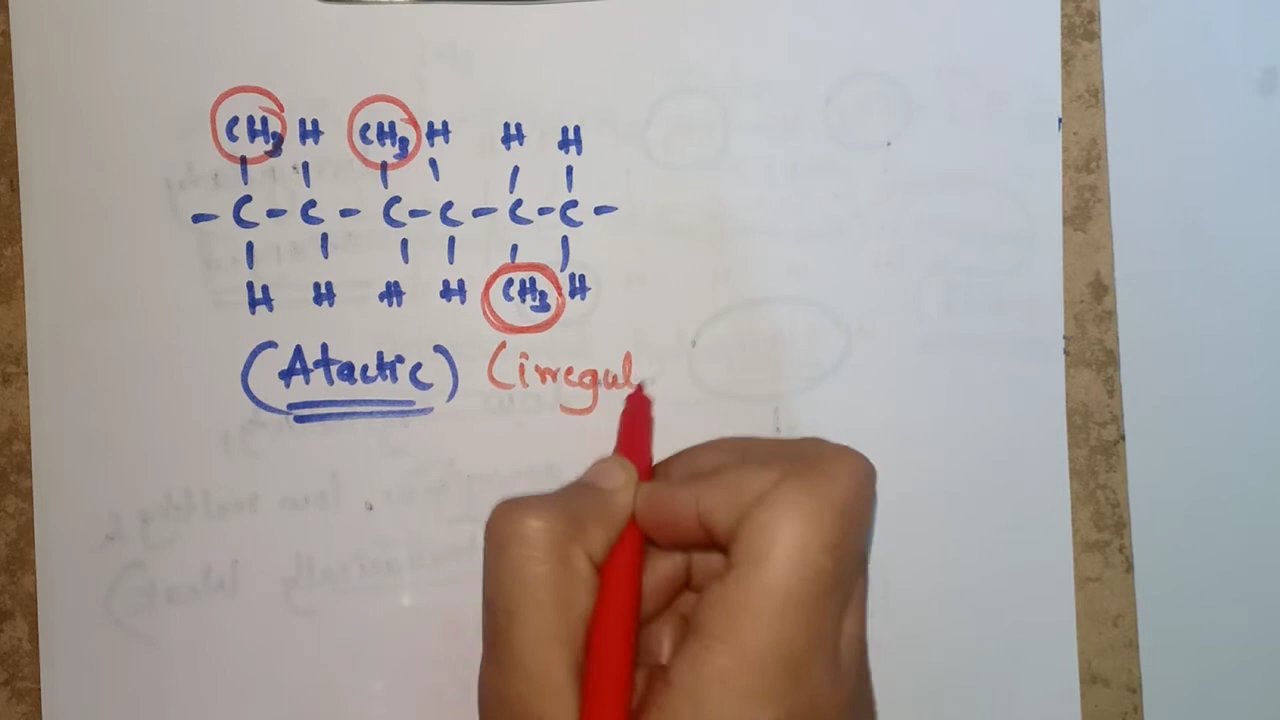 CH3 H CH3 H H H
- C - C - C - C - C - C -
H H H H CH3 H
(Atactic) (irregul